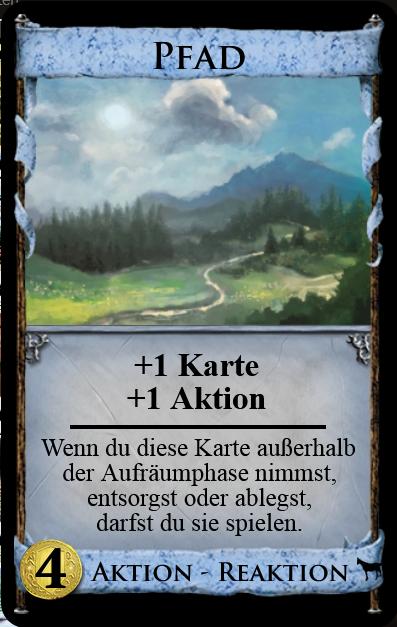 PFAD
+1 Karte
+1 Aktion
Wenn du diese Karte außerhalb
der Aufräumphase nimmst,
entsorgst oder ablegst,
darfst du sie spielen.
4 AKTION - REAKTION